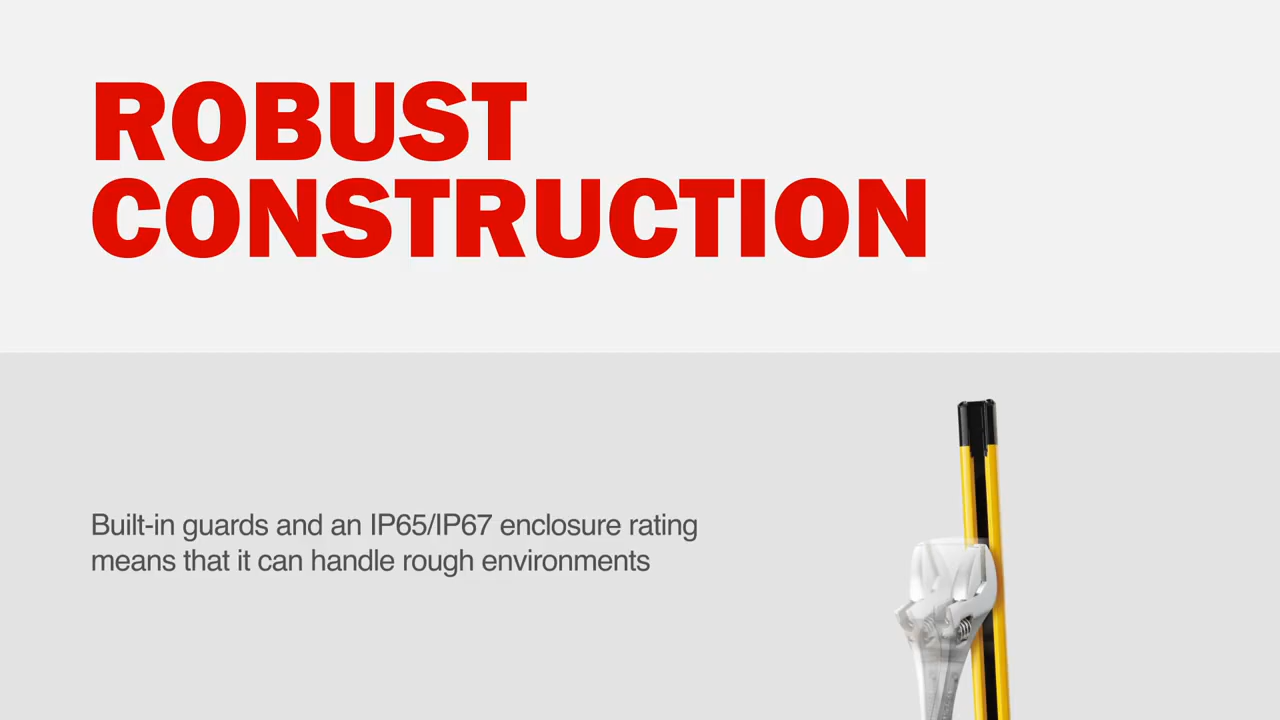 ROBUST
CONSTRUCTION
Built-in guards and an IP65/IP67 enclosure rating
means that it can handle rough environments